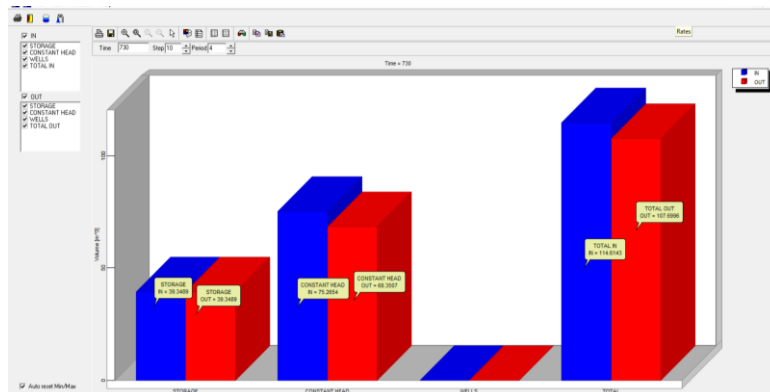 Rates
IN
STORAGE
CONSTANT HEAD
WELLS
TOTAL IN
OUT
STORAGE
CONSTANT HEAD
WELLS
TOTAL OUT
Auto reset Min/Max
Time 730 Step 10 Period 4
Time = 730
IN
OUT
Volume [m^3]
100
50
0
STORAGE
IN = 39.3489
STORAGE
OUT = 39.3489
CONSTANT HEAD
IN = 75.2654
CONSTANT HEAD
OUT = 68.3507
TOTAL IN
IN = 114.6143
TOTAL OUT
OUT = 107.6996
STORAGE
CONSTANT HEAD
WELLS
TOTAL